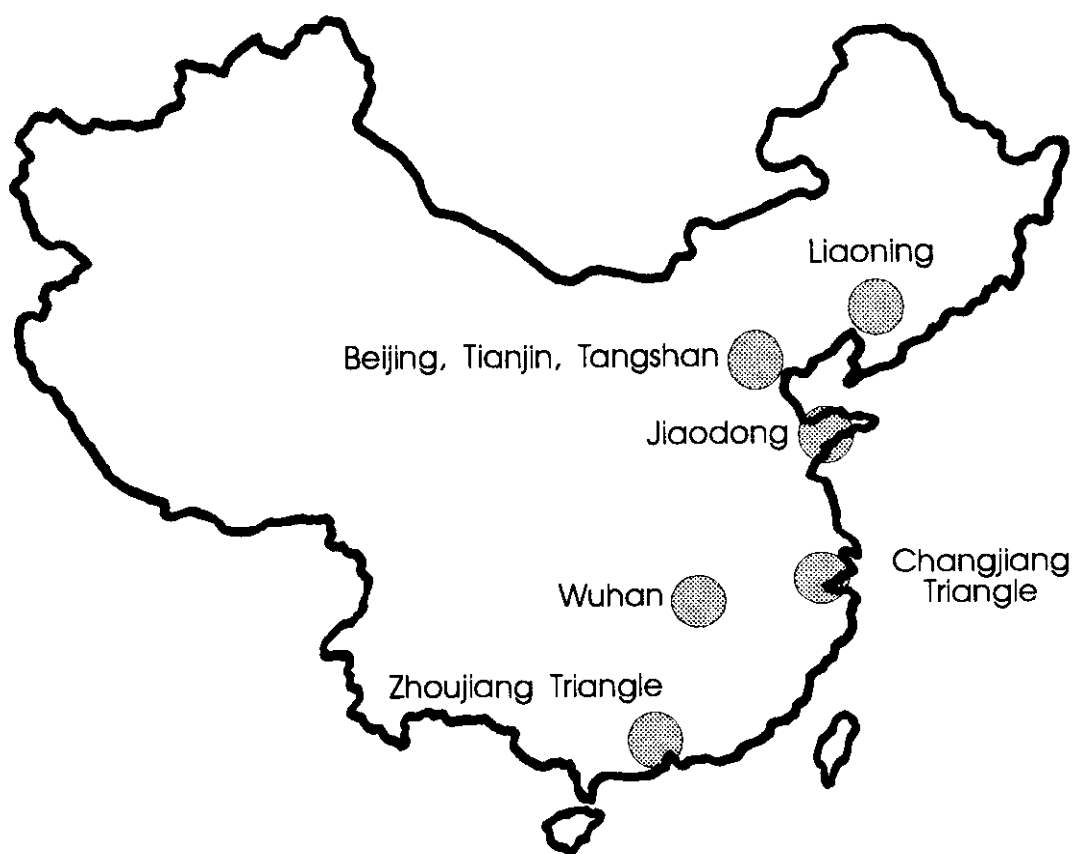 Liaoning
Beijing, Tianjin, Tangshan
Jiaodong
Changjiang
Triangle
Wuhan
Zhoujiang Triangle